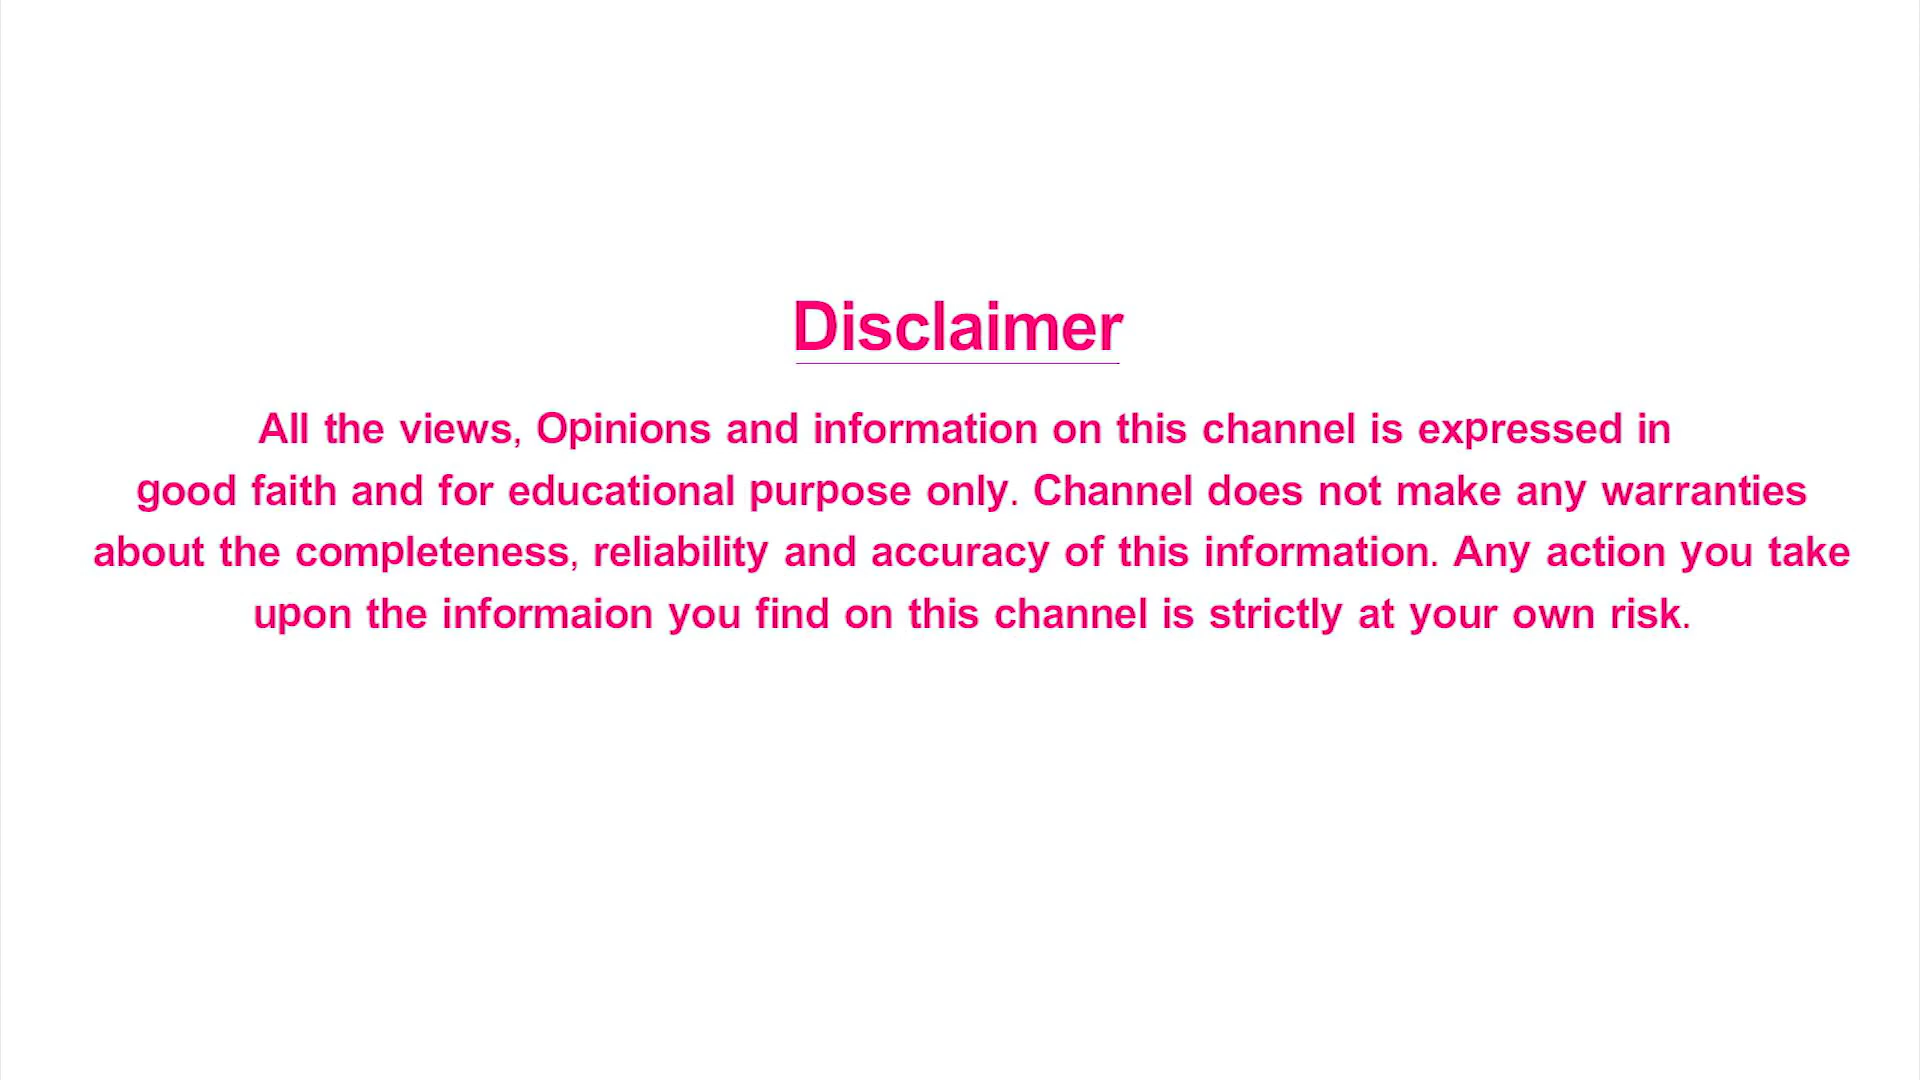 Disclaimer
All the views, Opinions and information on this channel is expressed in
good faith and for educational purpose only. Channel does not make any warranties
about the completeness, reliability and accuracy of this information. Any action you take
upon the informaion you find on this channel is strictly at your own risk.